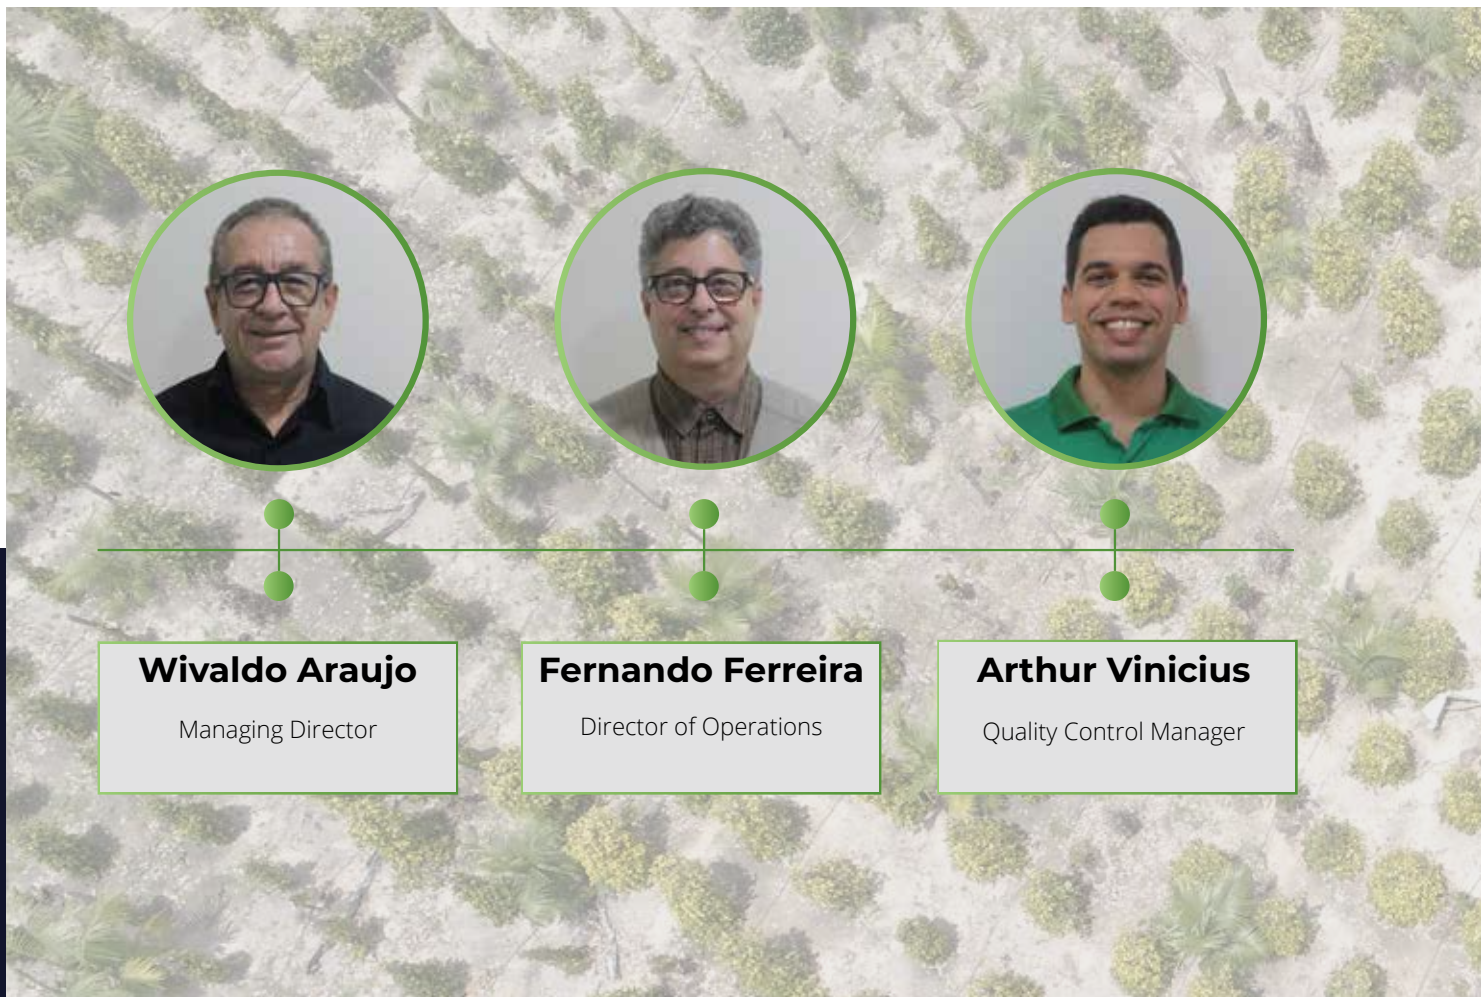 Wivaldo Araujo
Managing Director
Fernando Ferreira
Director of Operations
Arthur Vinicius
Quality Control Manager